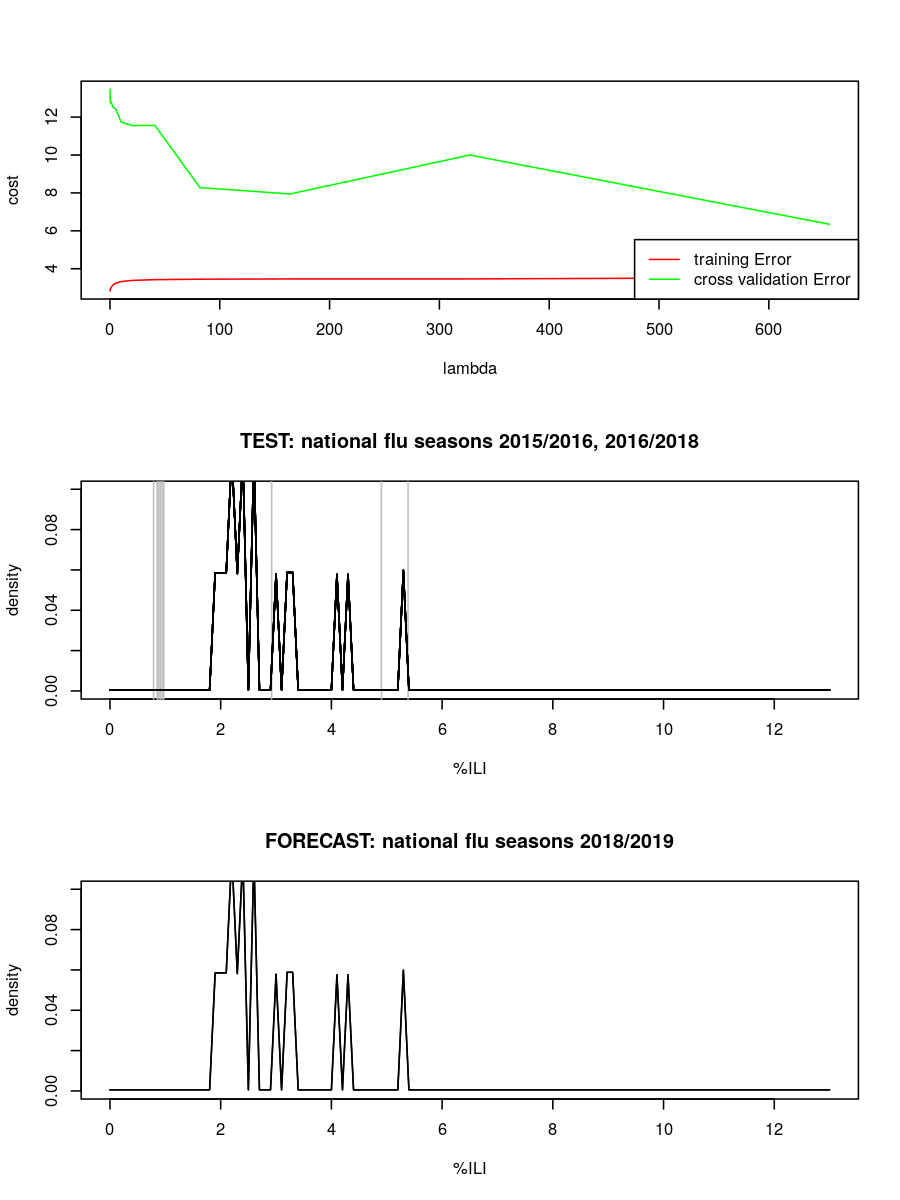 12
10
8
6
4
cost
training Error
cross validation Error
0 100 200 300 400 500 600
lambda
TEST: national flu seasons 2015/2016, 2016/2018
0.08
0.04
0.00
density
0 2 4 6 8 10 12
%ILI
FORECAST: national flu seasons 2018/2019
0.08
0.04
0.00
density
0 2 4 6 8 10 12
%ILI